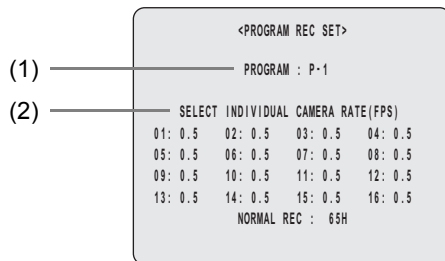 <PROGRAM REC SET>
(1)
PROGRAM : P-1
(2)
SELECT INDIVIDUAL CAMERA RATE(FPS)
01: 0.5 02: 0.5 03: 0.5 04: 0.5
05: 0.5 06: 0.5 07: 0.5 08: 0.5
09: 0.5 10: 0.5 11: 0.5 12: 0.5
13: 0.5 14: 0.5 15: 0.5 16: 0.5
NORMAL REC : 65H